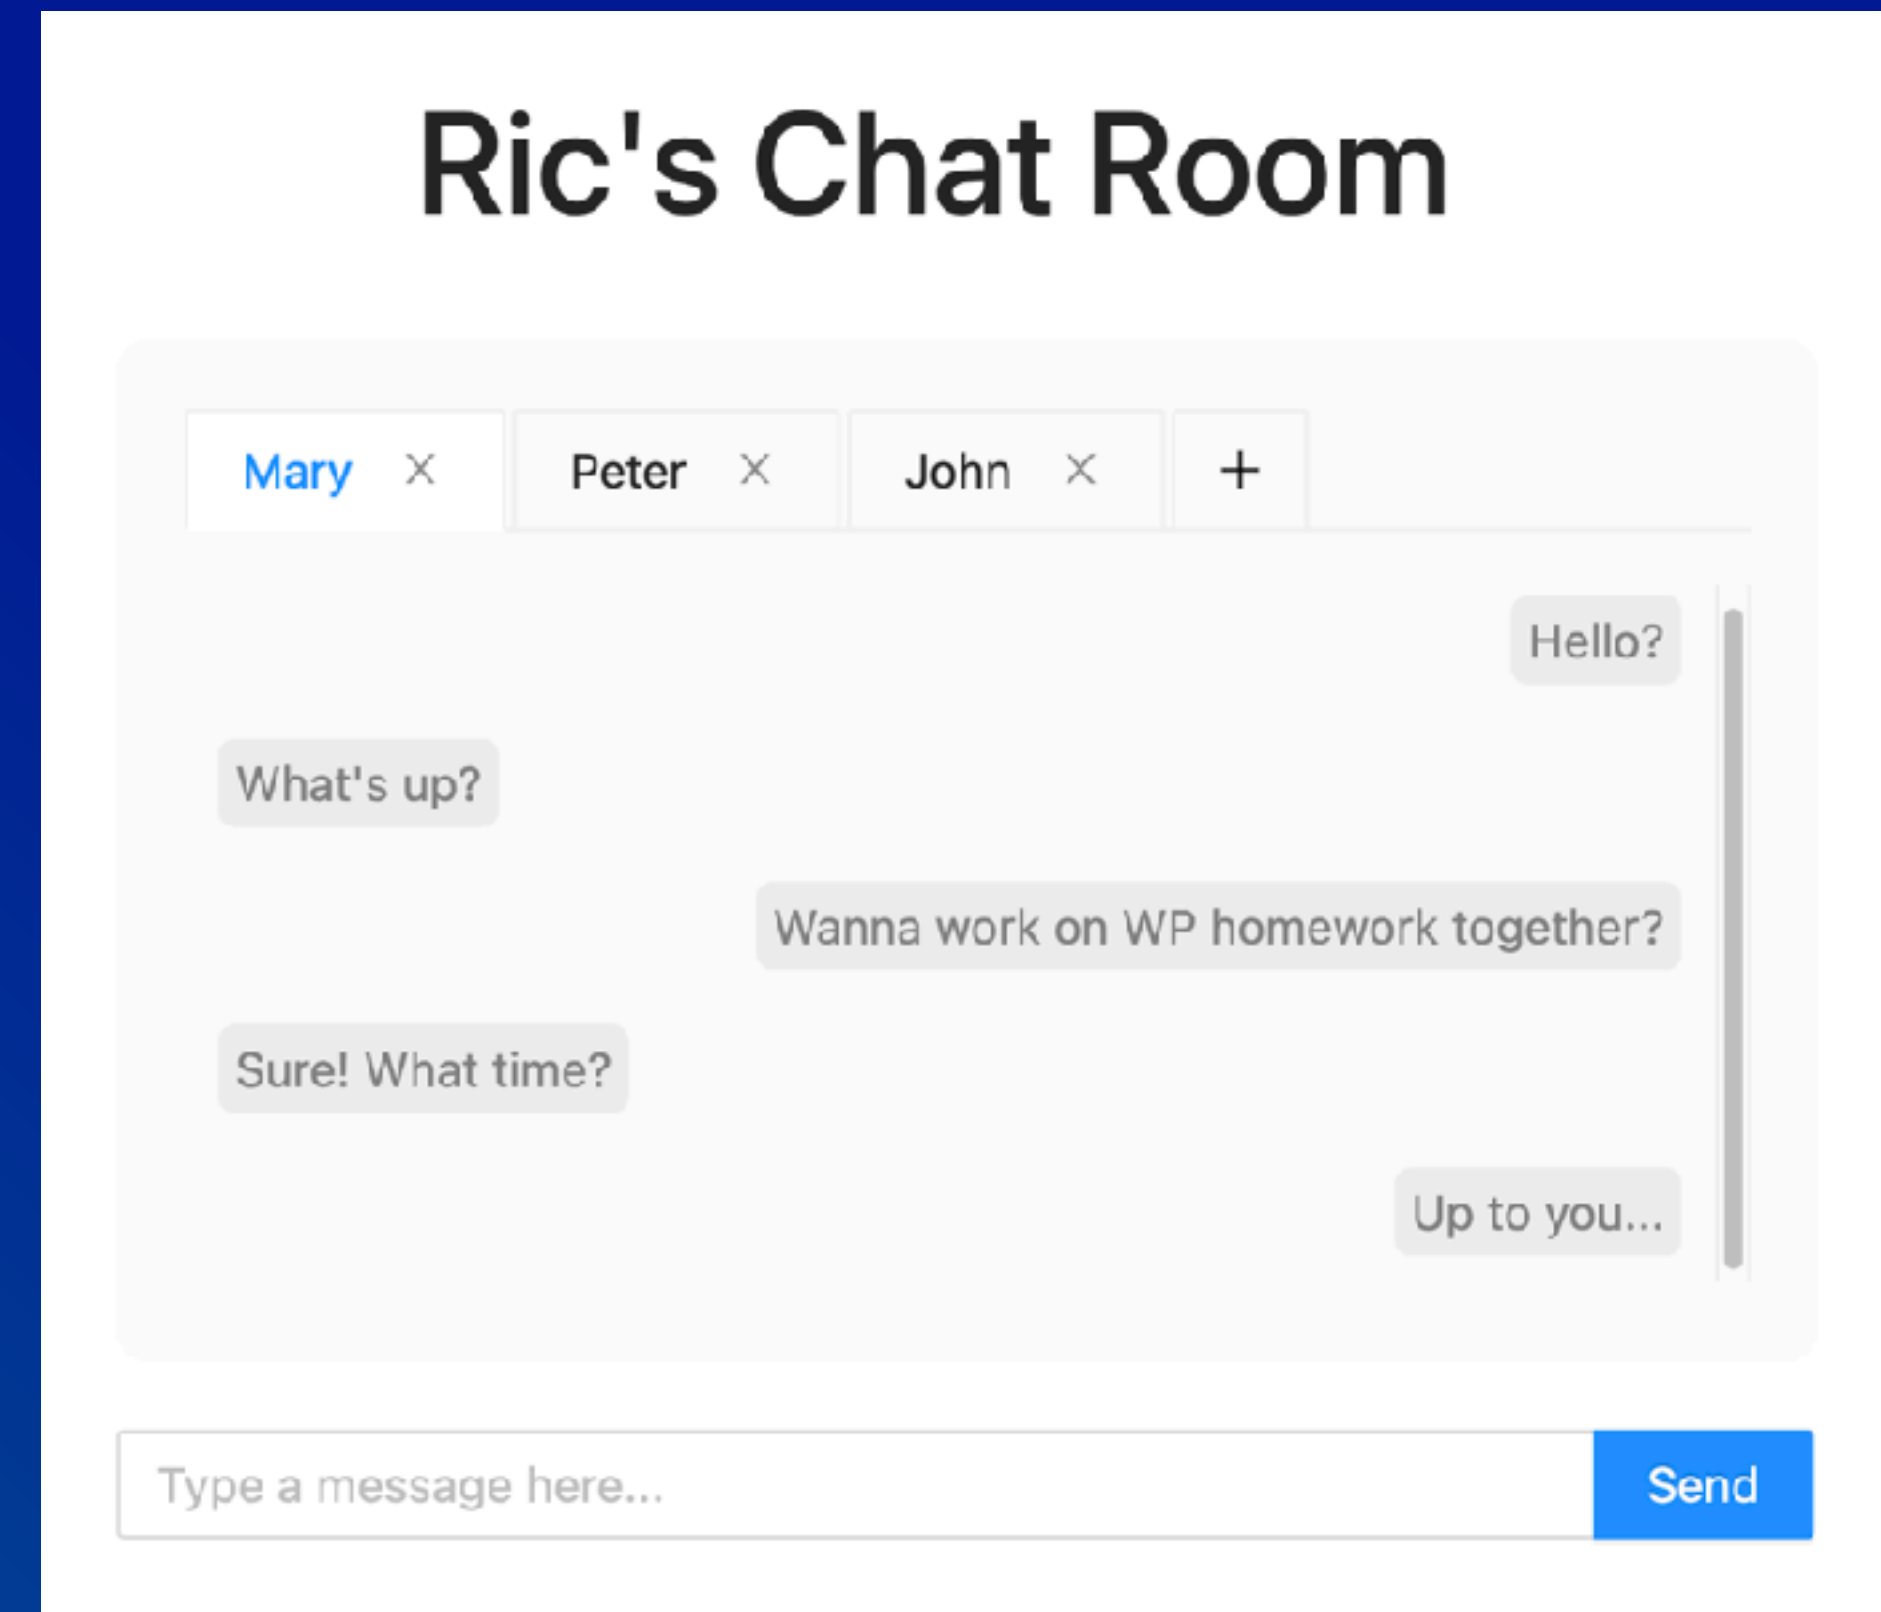 Ric's Chat Room
Mary × Peter × John × +
Hello?
What's up?
Wanna work on WP homework together?
Sure! What time?
Up to you...
Type a message here...
Send